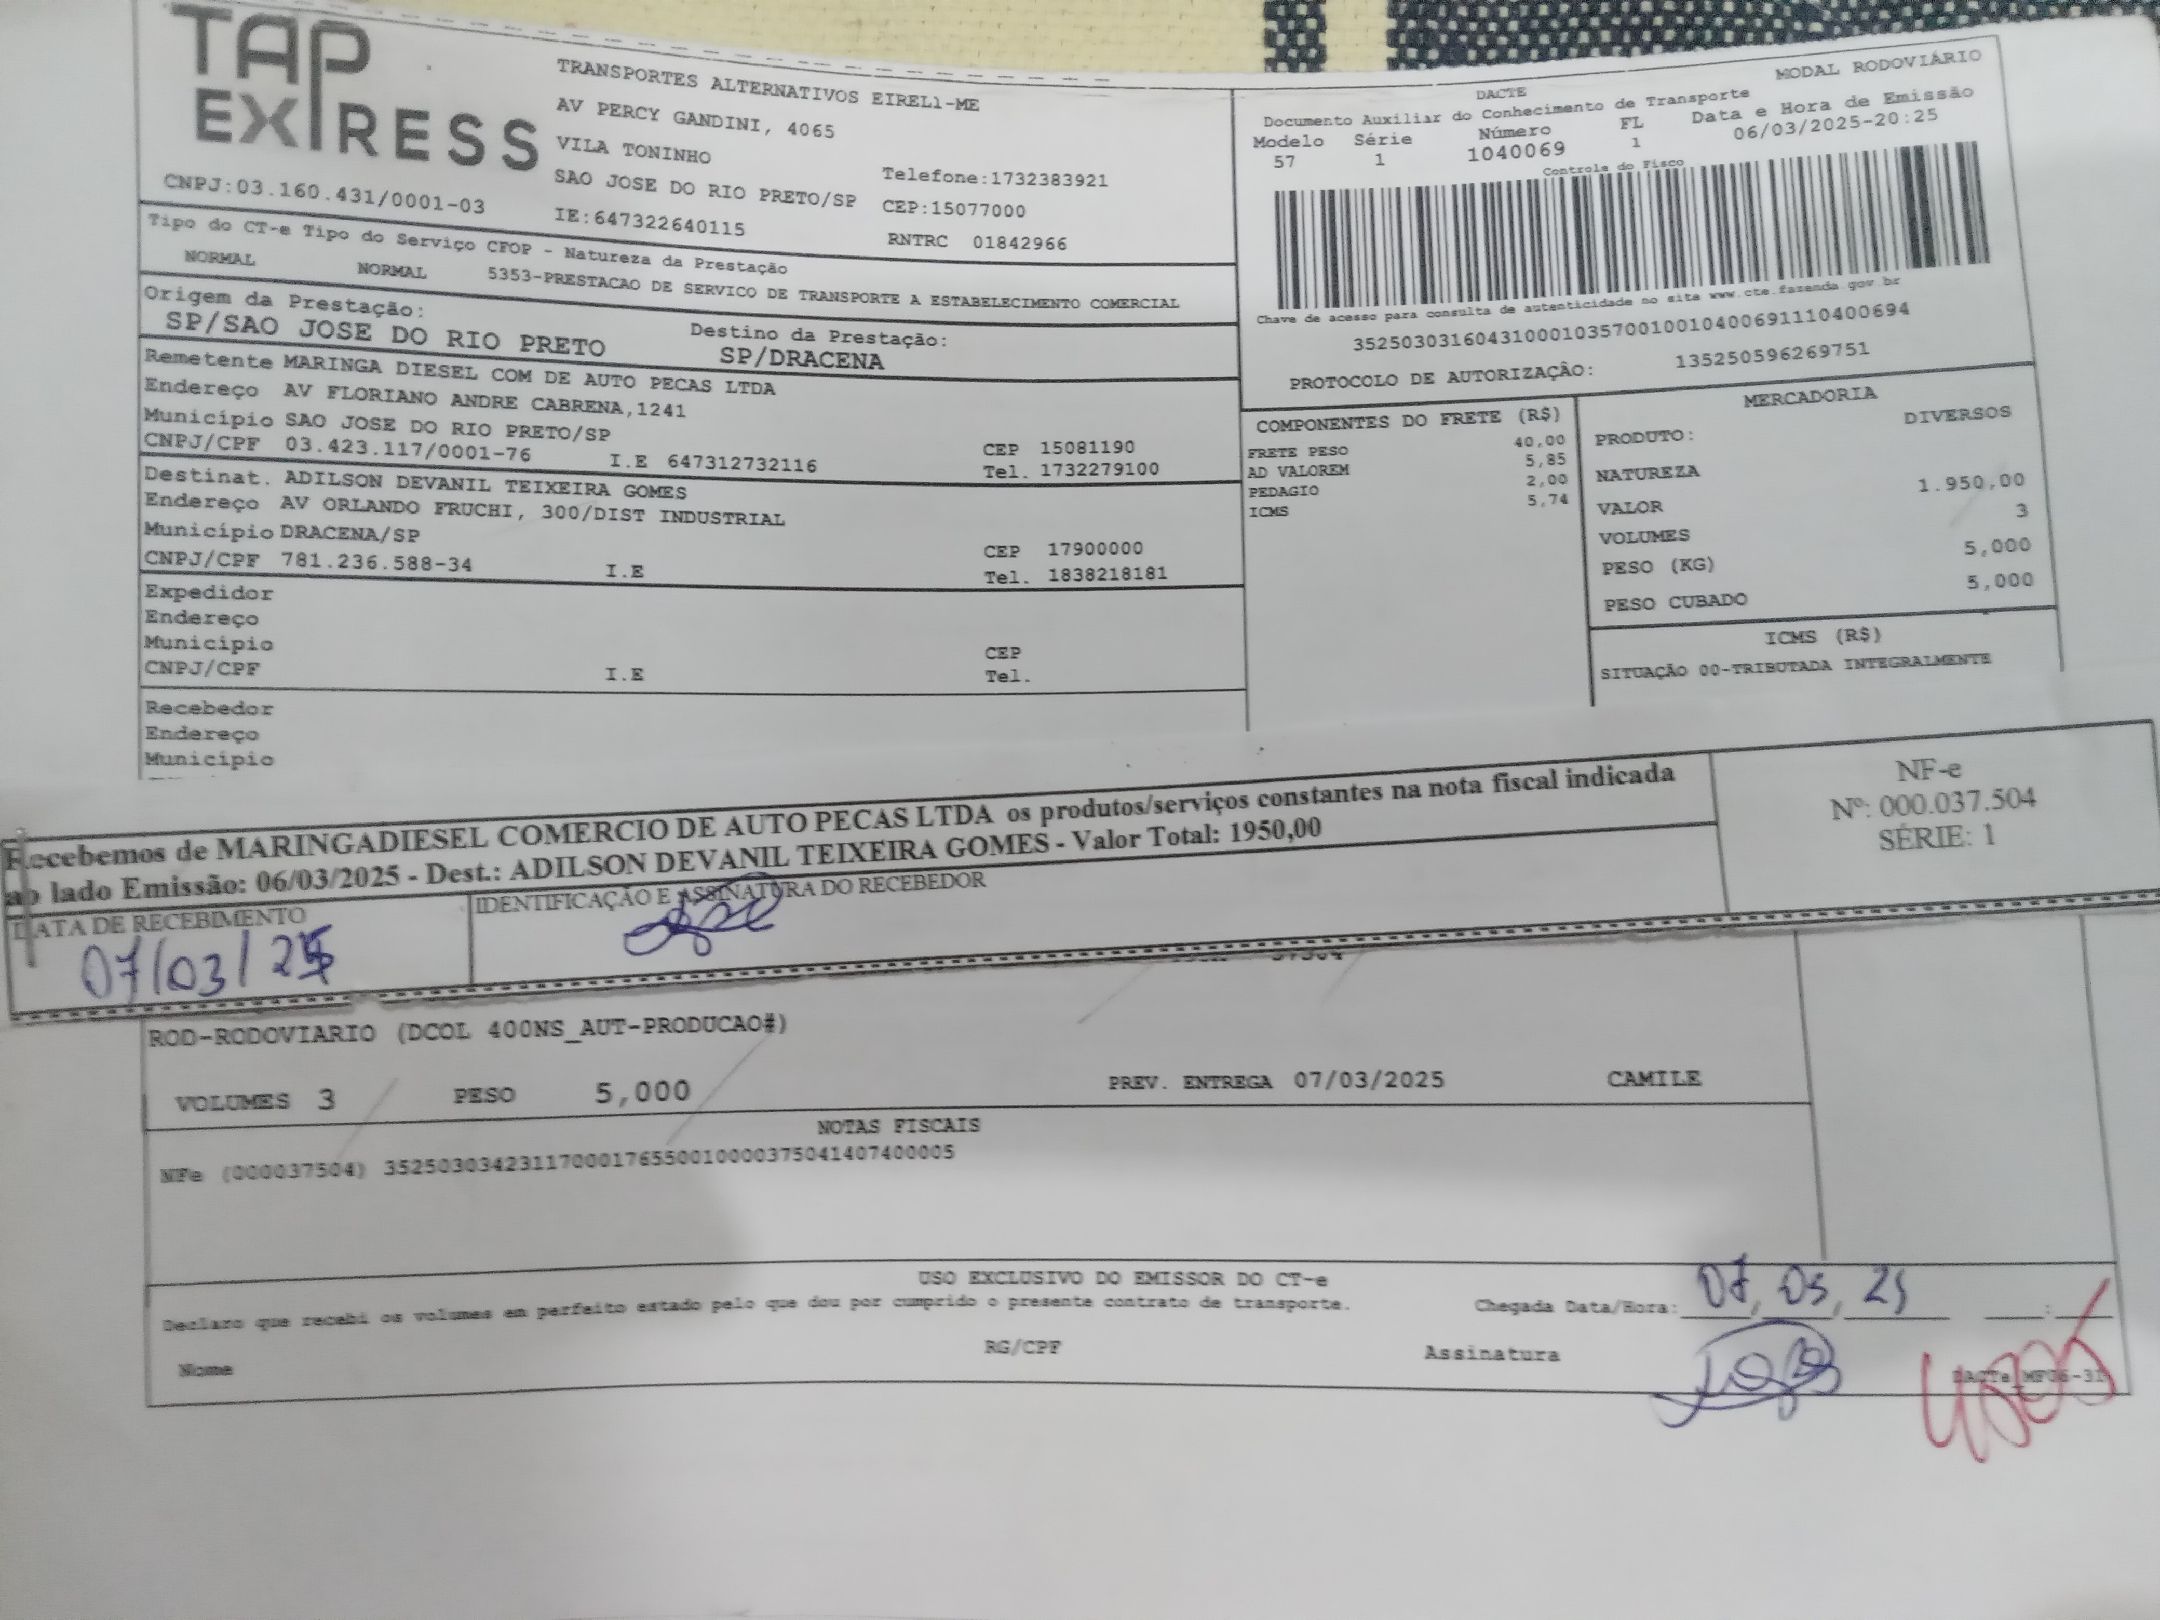 TAP
EXPRESS
TRANSPORTES ALTERNATIVOS EIREL1-ME
AV PERCY GANDINI, 4065
VILA TONINHO
SAO JOSE DO RIO PRETO/SP
Telefone:1732383921
CEP:15077000
CNPJ:03.160.431/0001-03
IE:647322640115
RNTRC 01842966
DACTE
MODAL RODOVIÁRIO
Documento Auxiliar do Conhecimento de Transporte
Modelo Série Número FL Data e Hora de Emissão
57 1 1040069 1 06/03/2025-20:25
Controle do Fisco
Chave de acesso para consulta de autenticidade no site www.cte.fazenda.gov.br
35250303160431000103570010010400691110400694
PROTOCOLO DE AUTORIZAÇÃO: 135250596269751
Tipo do CT-e Tipo do Serviço CFOP - Natureza da Prestação
NORMAL NORMAL 5353-PRESTACAO DE SERVICO DE TRANSPORTE A ESTABELECIMENTO COMERCIAL
Origem da Prestação:
SP/SAO JOSE DO RIO PRETO
Destino da Prestação:
SP/DRACENA
Remetente MARINGA DIESEL COM DE AUTO PECAS LTDA
Endereço AV FLORIANO ANDRE CABRENA,1241
Município SAO JOSE DO RIO PRETO/SP
CEP 15081190
CNPJ/CPF 03.423.117/0001-76 I.E 647312732116 Tel. 1732279100
Destinat. ADILSON DEVANIL TEIXEIRA GOMES
Endereço AV ORLANDO FRUCHI, 300/DIST INDUSTRIAL
Município DRACENA/SP
CEP 17900000
CNPJ/CPF 781.236.588-34 I.E Tel. 1838218181
Expedidor
Endereço
Município CEP
CNPJ/CPF I.E Tel.
Recebedor
Endereço
Município
COMPONENTES DO FRETE (R$)
FRETE PESO 40,00
AD VALOREM 5,85
PEDAGIO 2,00
ICMS 5,74
MERCADORIA
PRODUTO: DIVERSOS
NATUREZA
VALOR 1.950,00
VOLUMES 3
PESO (KG) 5,000
PESO CUBADO 5,000
ICMS (R$)
SITUAÇÃO 00-TRIBUTADA INTEGRALMENTE
Recebemos de MARINGADIESEL COMERCIO DE AUTO PECAS LTDA os produtos/serviços constantes na nota fiscal indicada
ao lado Emissão: 06/03/2025 - Dest.: ADILSON DEVANIL TEIXEIRA GOMES - Valor Total: 1950,00
NF-e
Nº: 000.037.504
SÉRIE: 1
DATA DE RECEBIMENTO
07/03/25
IDENTIFICAÇÃO E ASSINATURA DO RECEBEDOR
ROD-RODOVIARIO (DCOL 400NS_AUT-PRODUCAO#)
VOLUMES 3 PESO 5,000 PREV. ENTREGA 07/03/2025 CAMILE
NOTAS FISCAIS
NFe (000037504) 35250303423117000176550010000375041407400005
USO EXCLUSIVO DO EMISSOR DO CT-e
Declaro que recebi os volumes em perfeito estado pelo que dou por cumprido o presente contrato de transporte.
Chegada Data/Hora: 07, 03, 25 :
Nome RG/CPF Assinatura